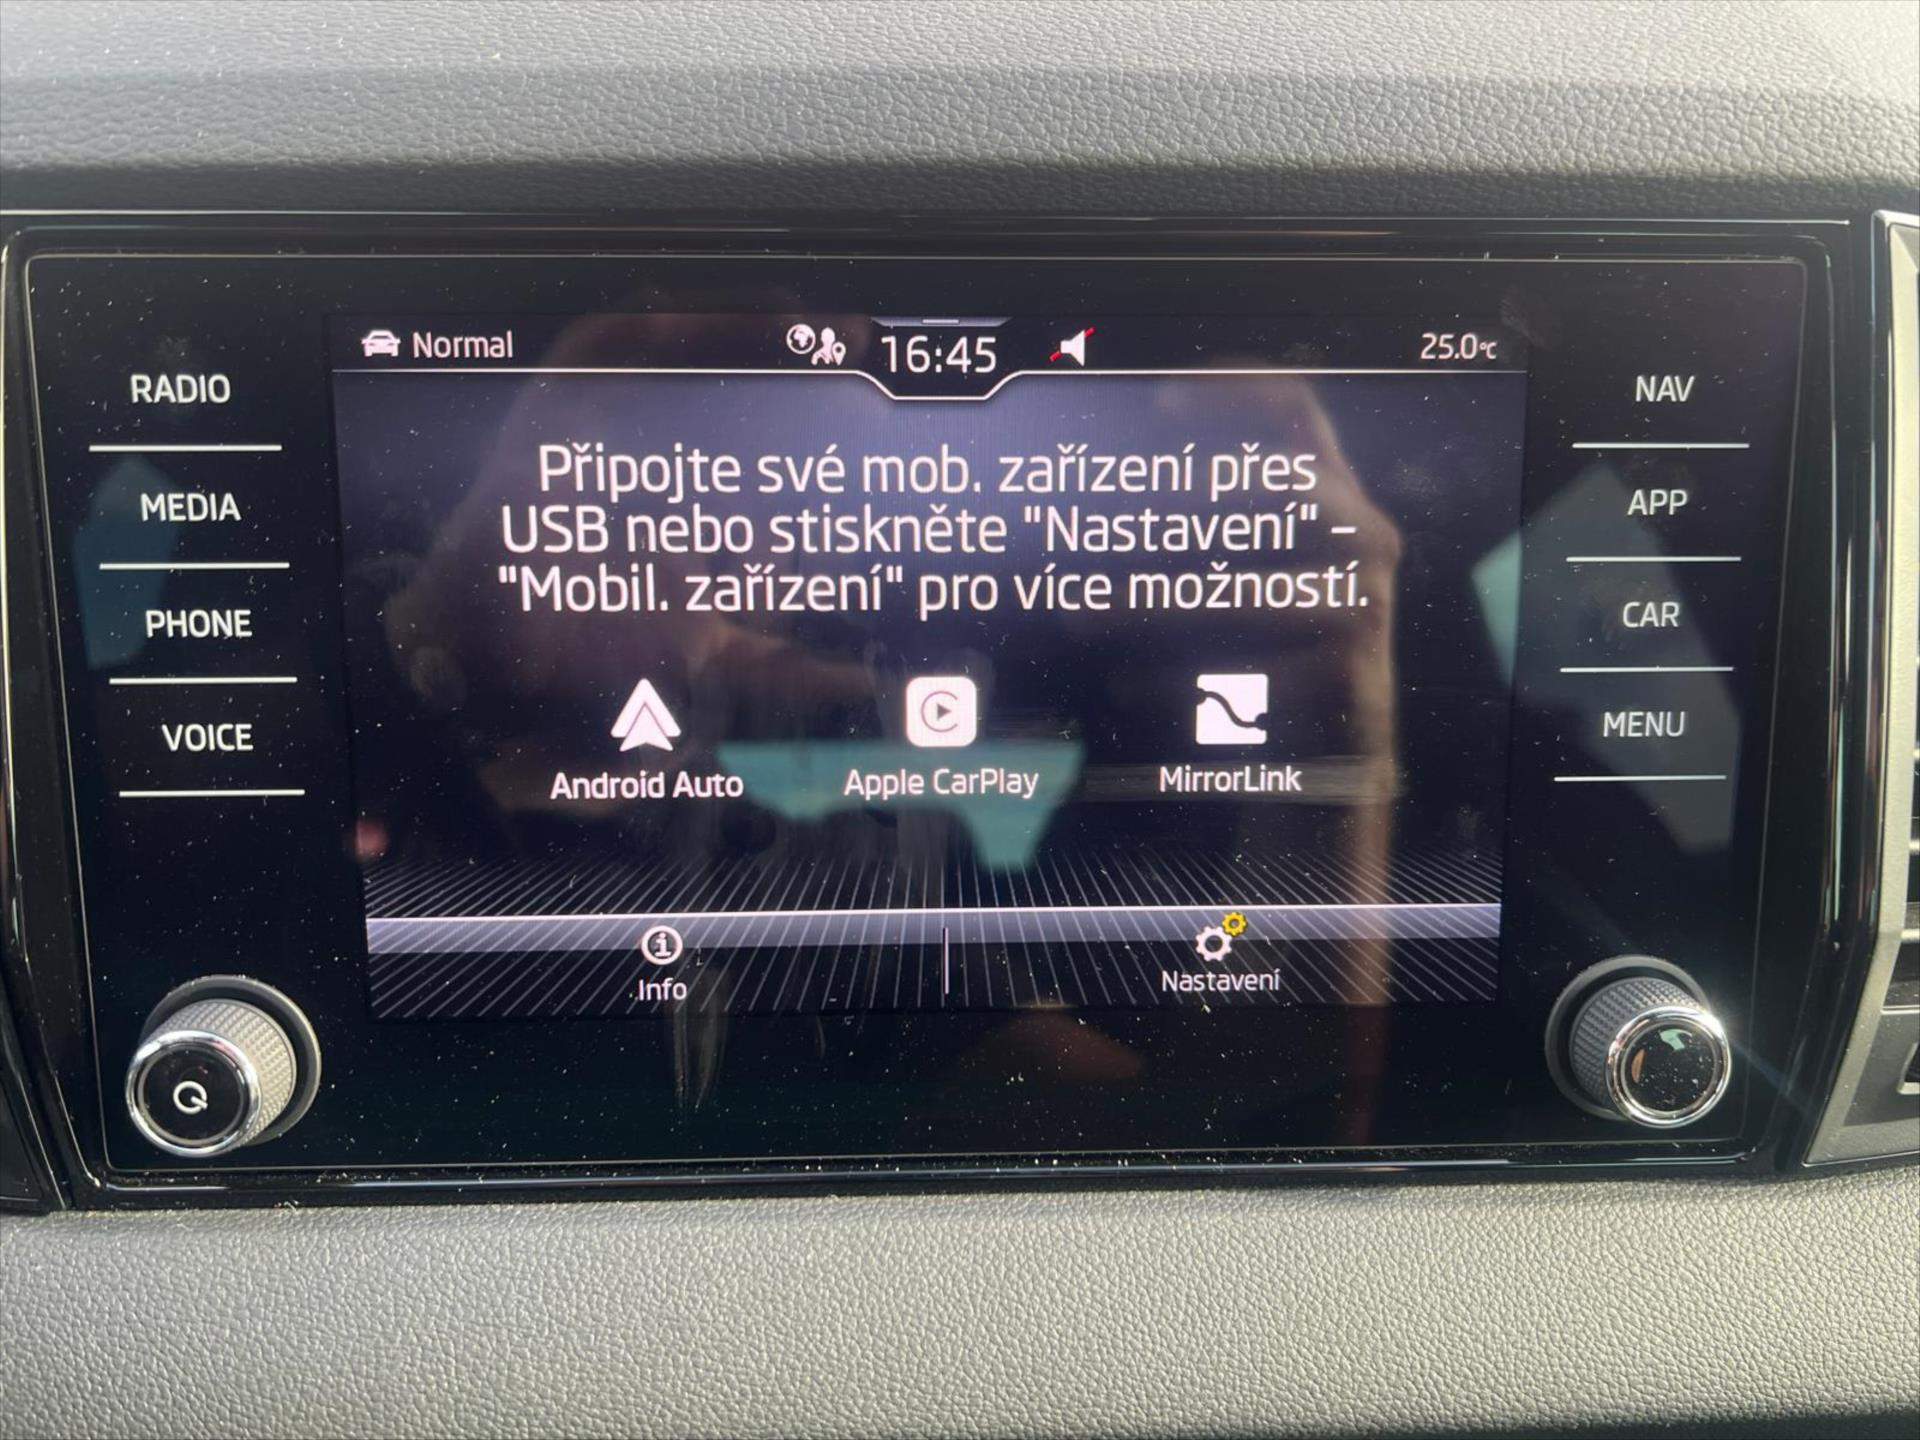 Normal
16:45
25.0°C
RADIO
MEDIA
PHONE
VOICE
Připojte své mob. zařízení přes
USB nebo stiskněte "Nastavení" –
"Mobil. zařízení" pro více možností.
Android Auto
Apple CarPlay
MirrorLink
Info
Nastavení
NAV
APP
CAR
MENU